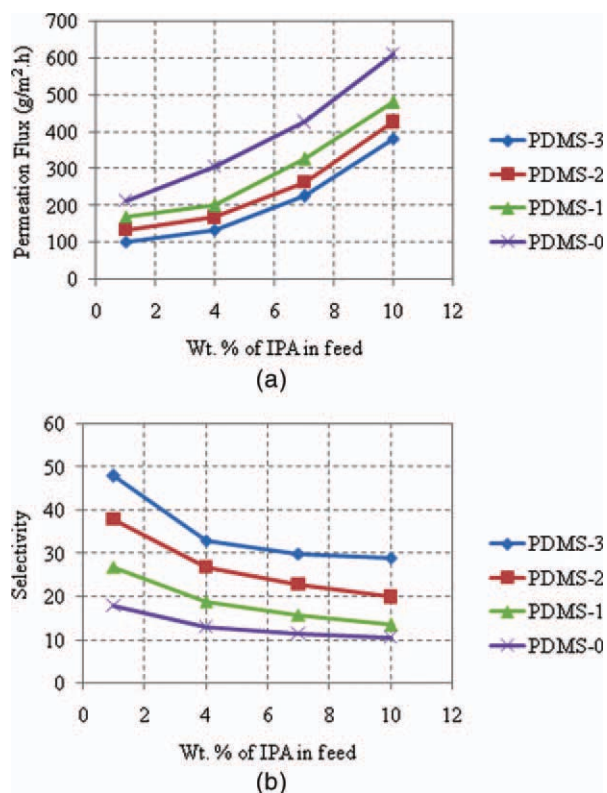 700
600
500
400
300
200
100
0
Permeation Flux (g/m².h)
0 2 4 6 8 10 12
Wt. % of IPA in feed
PDMS-3
PDMS-2
PDMS-1
PDMS-0
(a)
60
50
40
30
20
10
0
Selectivity
0 2 4 6 8 10 12
Wt. % of IPA in feed
PDMS-3
PDMS-2
PDMS-1
PDMS-0
(b)